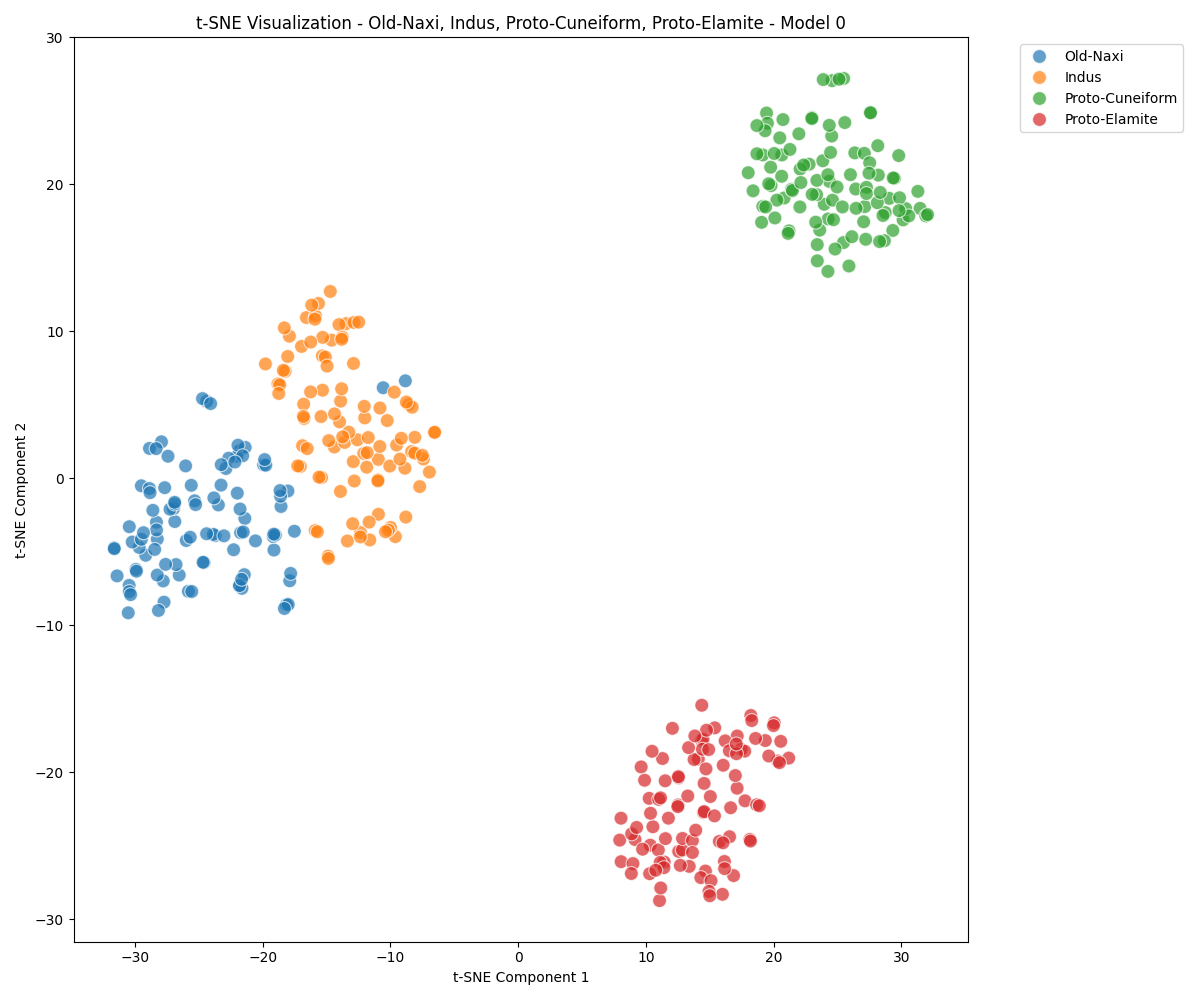 t-SNE Visualization - Old-Naxi, Indus, Proto-Cuneiform, Proto-Elamite - Model 0
Old-Naxi
Indus
Proto-Cuneiform
Proto-Elamite
30
20
10
0
−10
−20
−30
t-SNE Component 2
−30
−20
−10
0
10
20
30
t-SNE Component 1